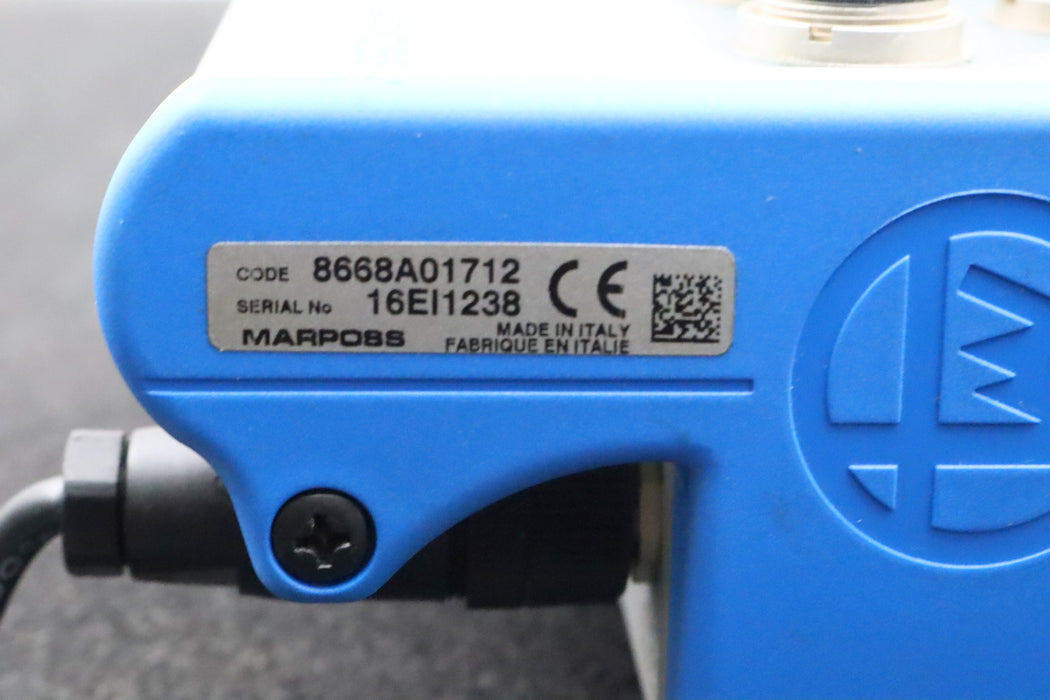 CODE 8668A01712
SERIAL No 16EI1238
CE
MARPOSS
MADE IN ITALY
FABRIQUE EN ITALIE